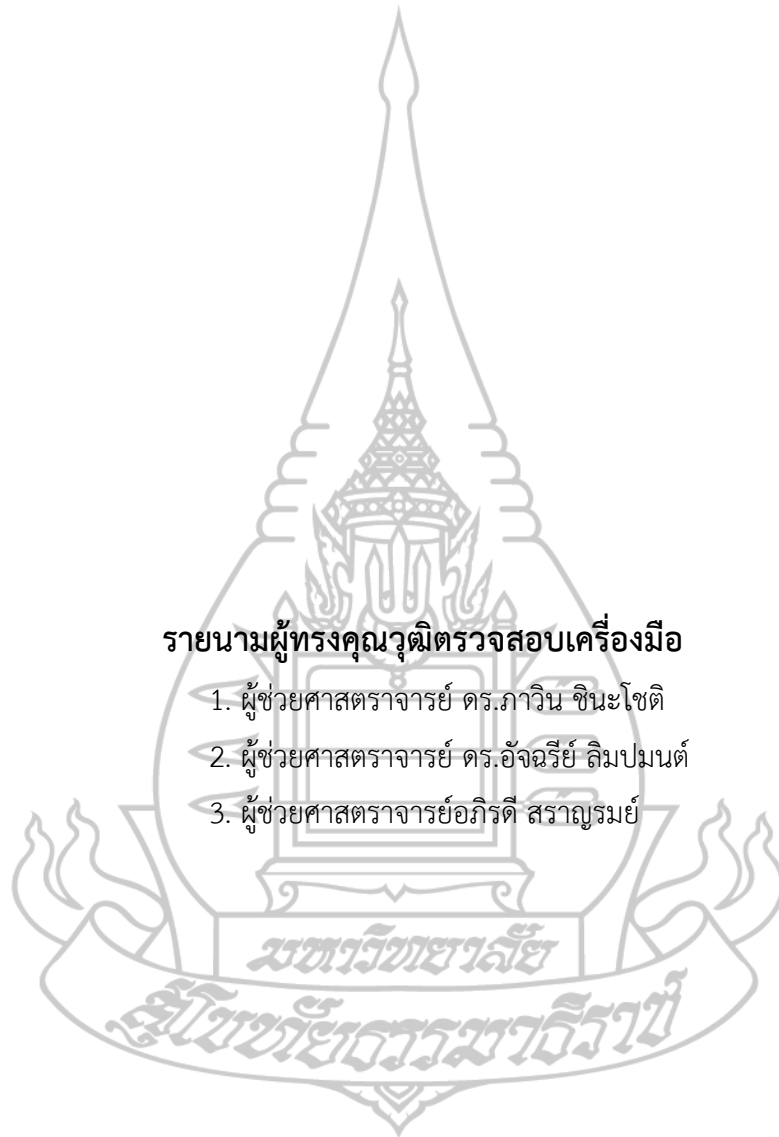 รายนามผู้ทรงคุณวุฒิตรวจสอบเครื่องมือ
1. ผู้ช่วยศาสตราจารย์ ดร.ภาวิน ชินะโชติ
2. ผู้ช่วยศาสตราจารย์ ดร.อัจฉรีย์ ลิมปมนต์
3. ผู้ช่วยศาสตราจารย์อภิรดี สราญรมย์
มหาวิทยาลัย
สุโขทัยธรรมาธิราช